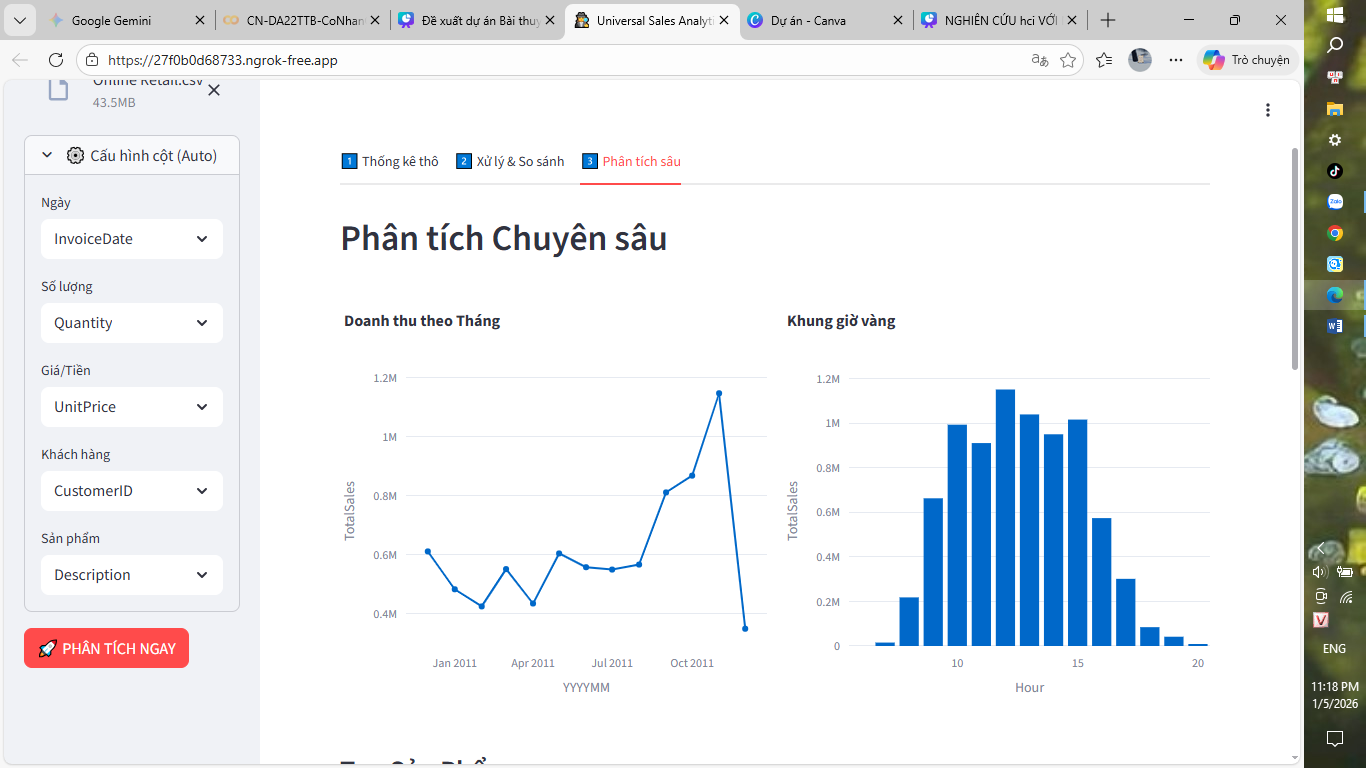 Google Gemini
CN-DA22TTB-CoNhan
Đề xuất dự án Bài thuy
Universal Sales Analyti
Dự án - Canva
NGHIÊN CỨU hci VỚI
https://27f0b0d68733.ngrok-free.app
Trò chuyện
Online Retail.csv
43.5MB
Cấu hình cột (Auto)
Ngày
InvoiceDate
Số lượng
Quantity
Giá/Tiền
UnitPrice
Khách hàng
CustomerID
Sản phẩm
Description
PHÂN TÍCH NGAY
1 Thống kê thô
2 Xử lý & So sánh
3 Phân tích sâu
Phân tích Chuyên sâu
Doanh thu theo Tháng
1.2M
1M
0.8M
0.6M
0.4M
TotalSales
Jan 2011
Apr 2011
Jul 2011
Oct 2011
YYYYMM
Khung giờ vàng
1.2M
1M
0.8M
0.6M
0.4M
0.2M
0
TotalSales
10
15
20
Hour
Zalo
ENG
11:18 PM
1/5/2026